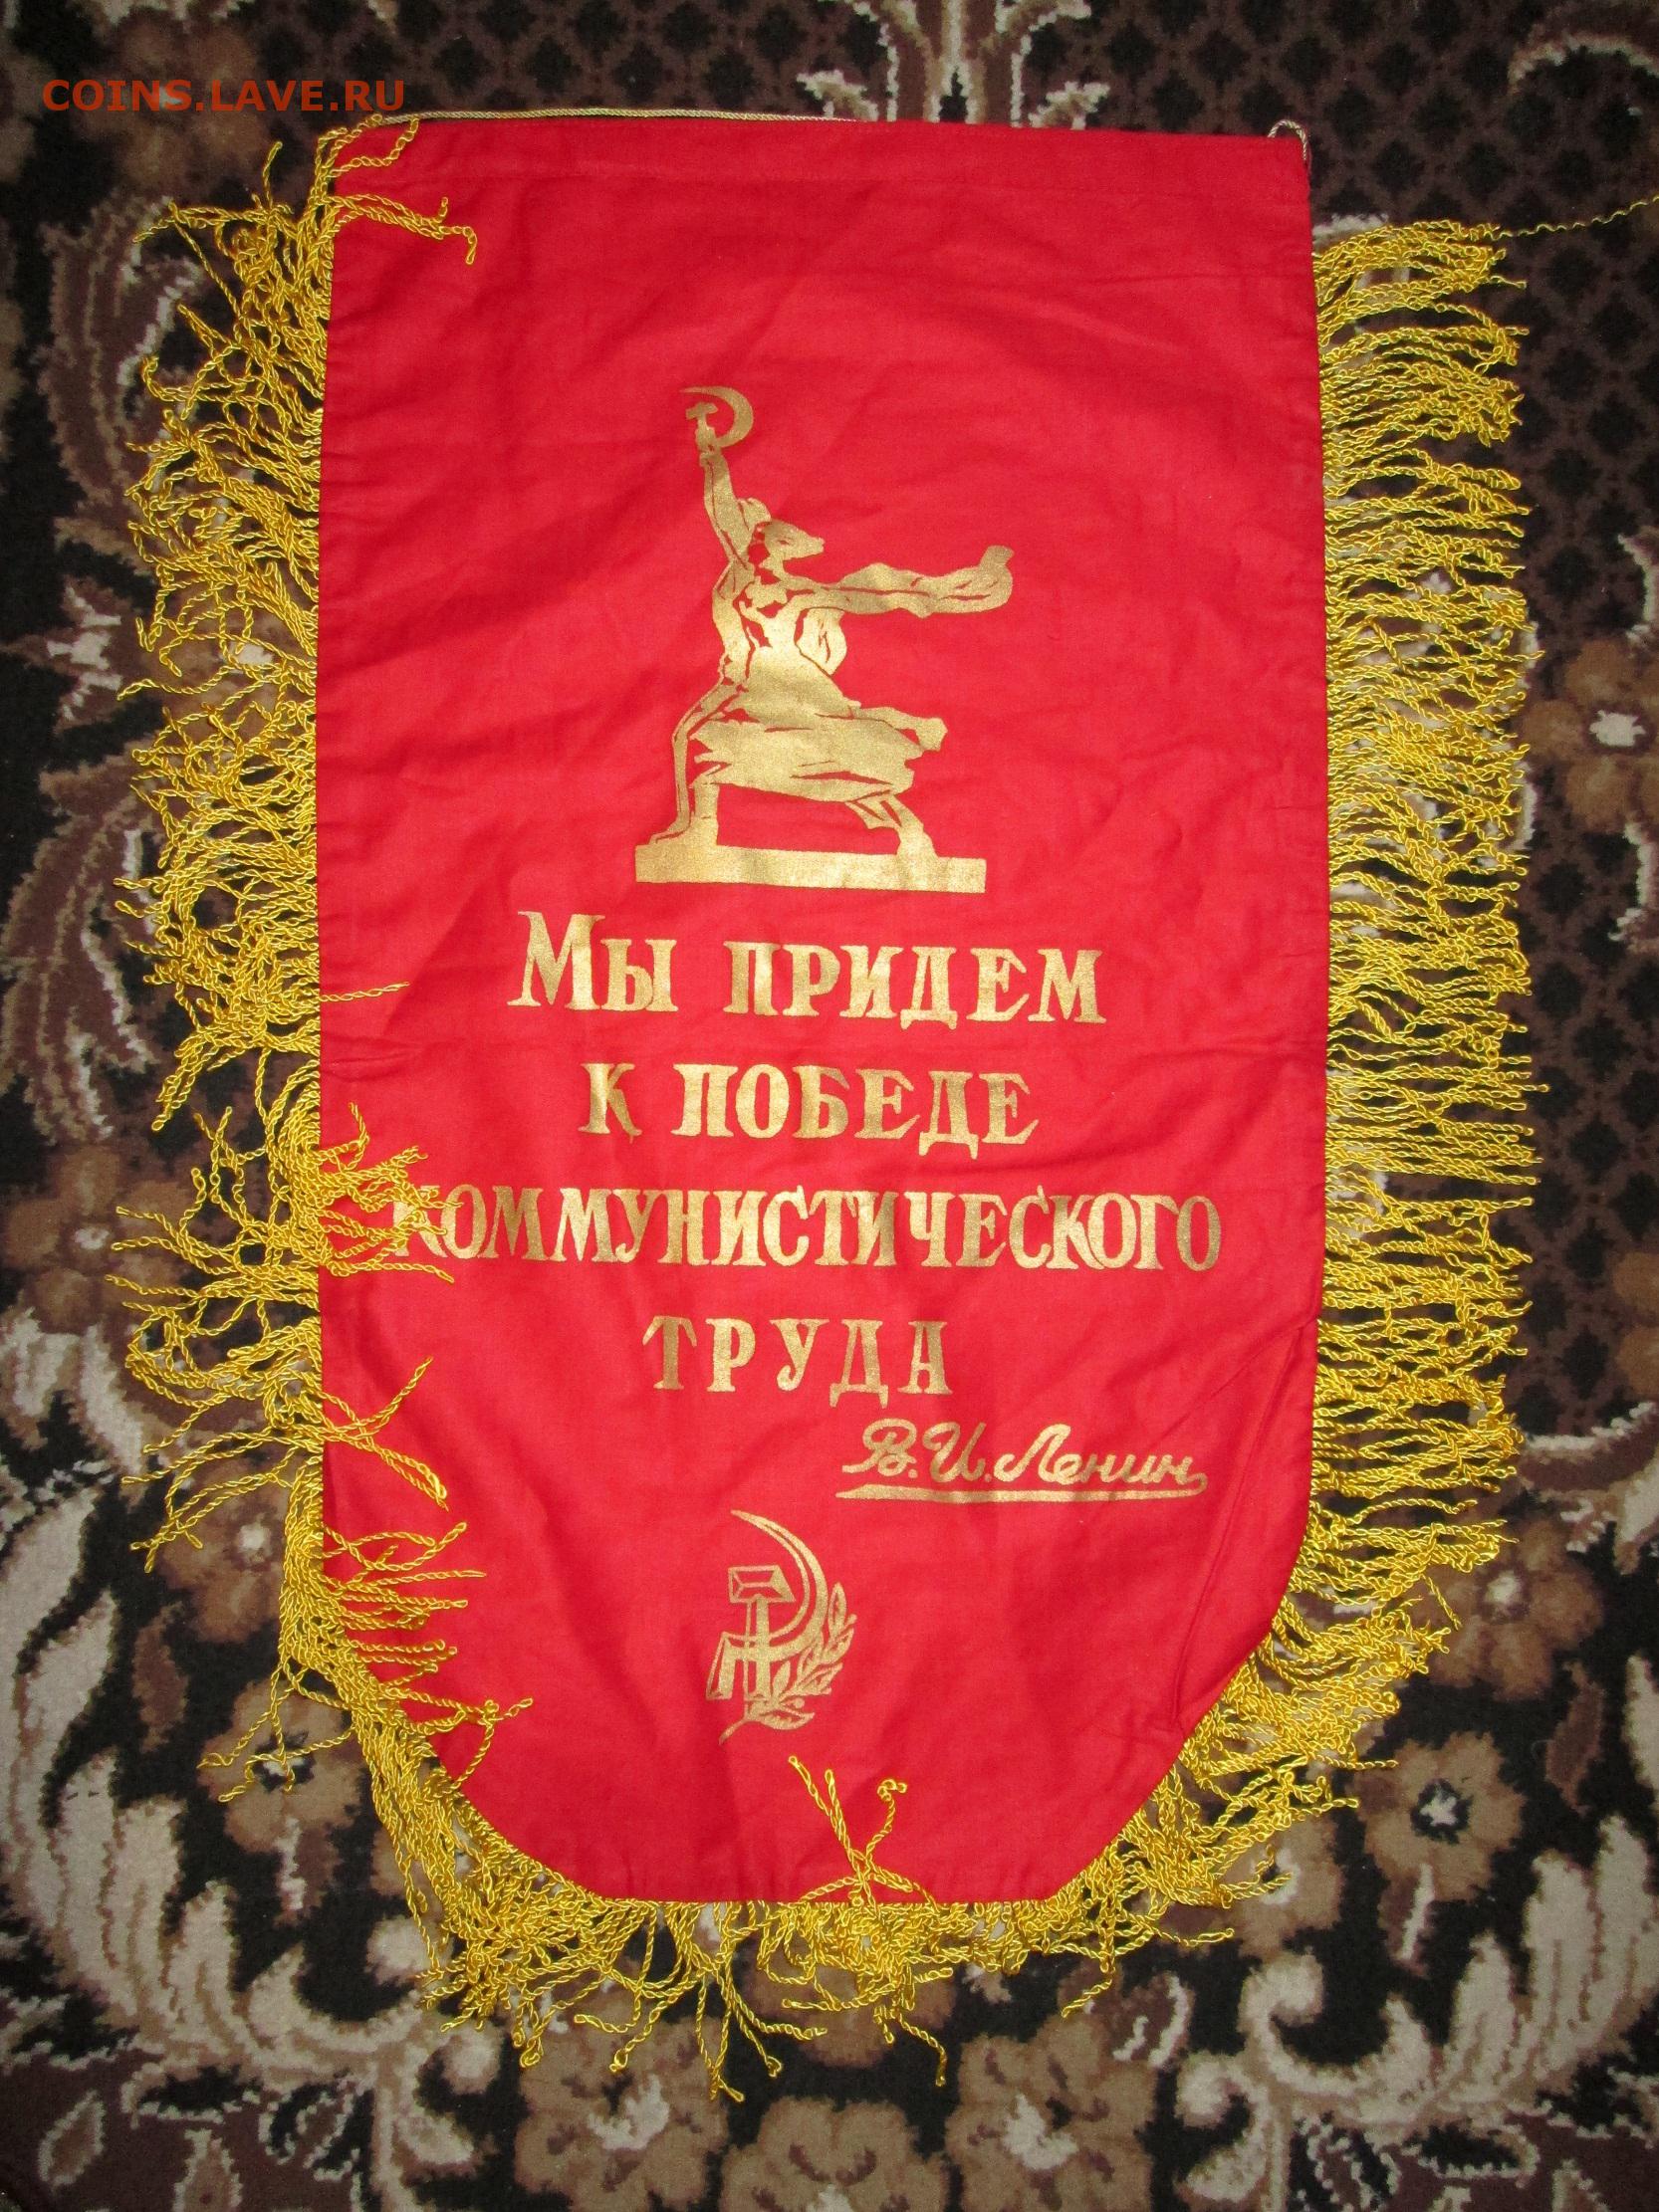 COINS.LAVE.RU
Мы придем
к победе
коммунистического
труда
В.И.Ленин